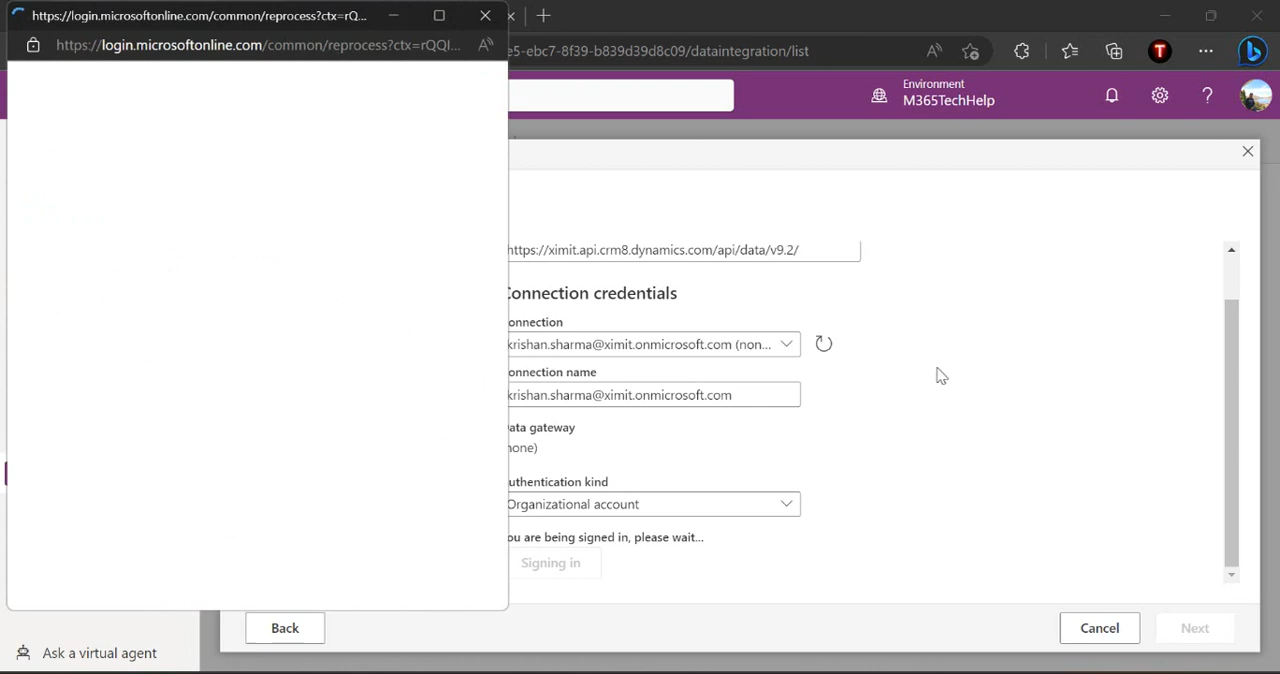 https://login.microsoftonline.com/common/reprocess?ctx=rQ...
https://login.microsoftonline.com/common/reprocess?ctx=rQQI...
e5-ebc7-8f39-b839d39d8c09/dataintegration/list
Environment
M365TechHelp
https://ximit.api.crm8.dynamics.com/api/data/v9.2/
Connection credentials
onnection
krishan.sharma@ximit.onmicrosoft.com (non...
onnection name
krishan.sharma@ximit.onmicrosoft.com
ata gateway
none)
uthentication kind
Organizational account
ou are being signed in, please wait...
Signing in
Back
Cancel
Next
Ask a virtual agent